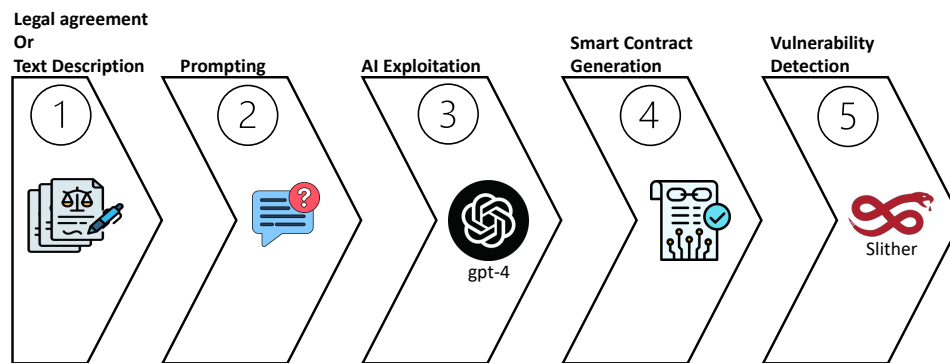 Legal agreement
Or
Text Description
Prompting
AI Exploitation
Smart Contract
Generation
Vulnerability
Detection
1
2
3
4
5
?
gpt-4
Slither